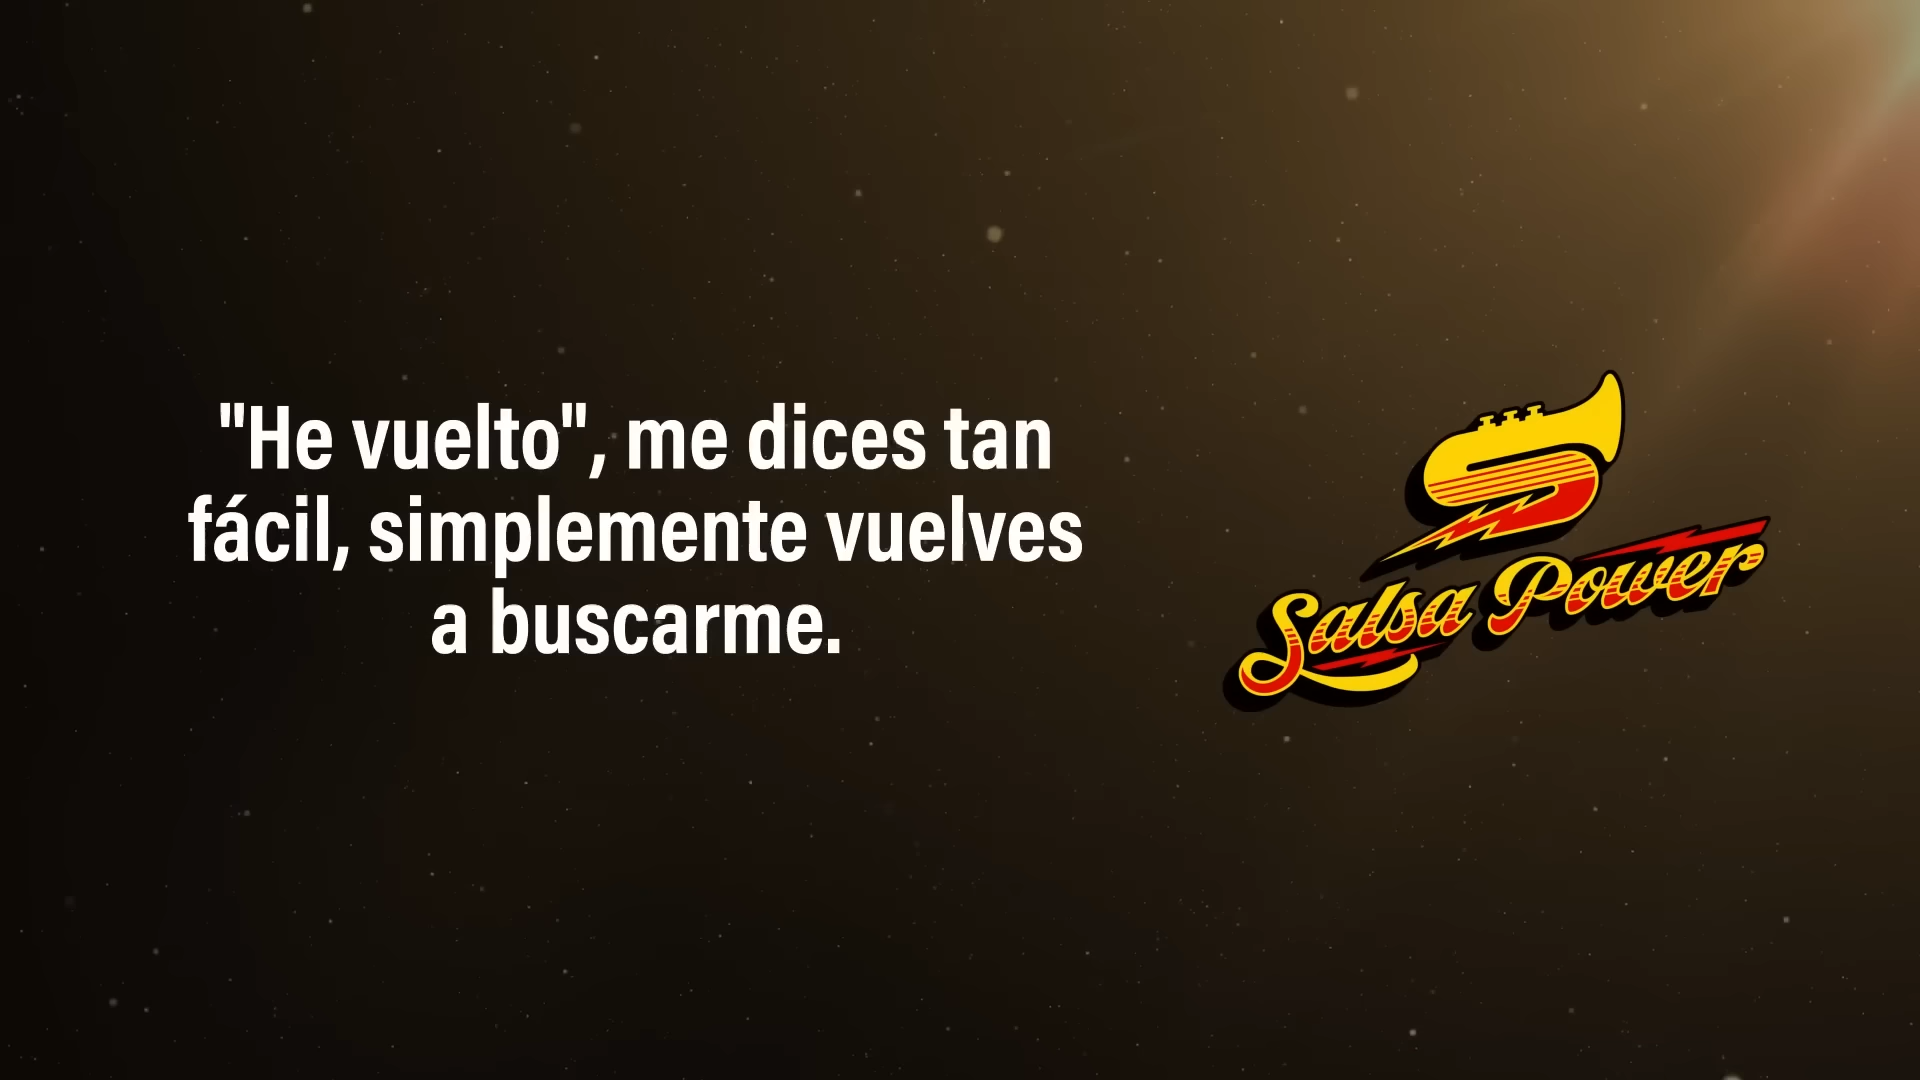 "He vuelto", me dices tan
fácil, simplemente vuelves
a buscarme.
Salsa Power